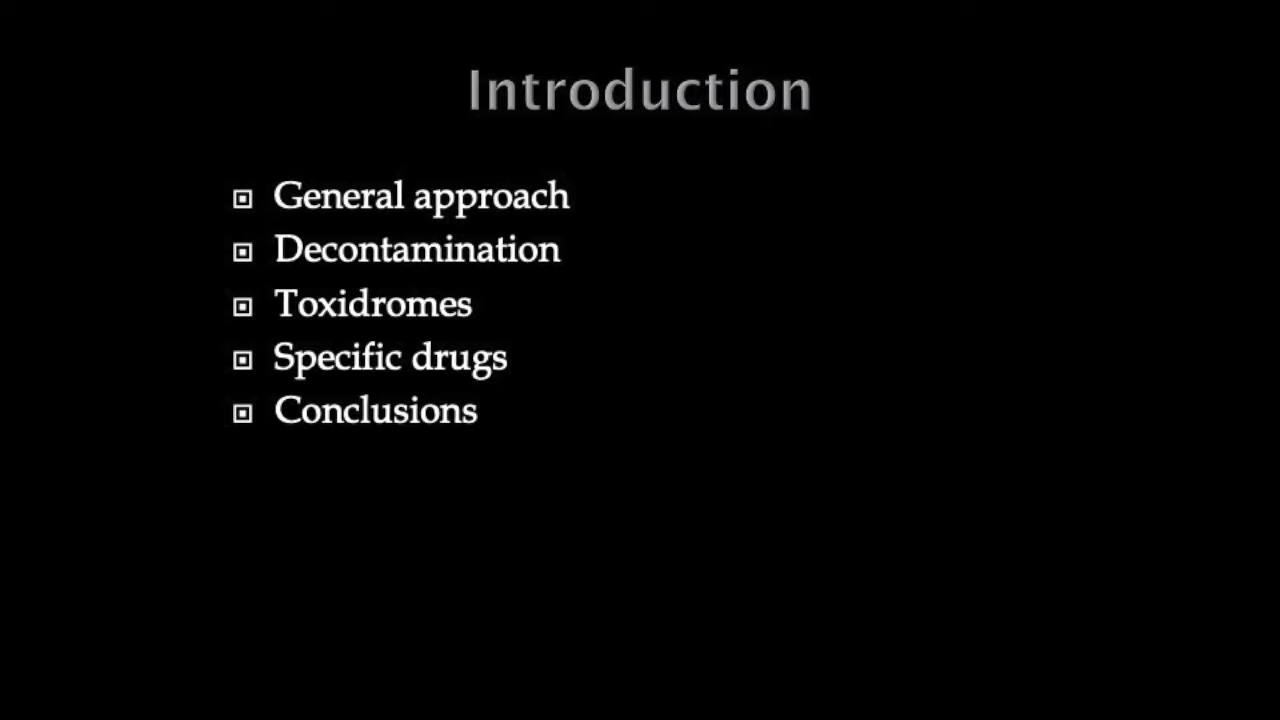 Introduction
General approach
Decontamination
Toxidromes
Specific drugs
Conclusions